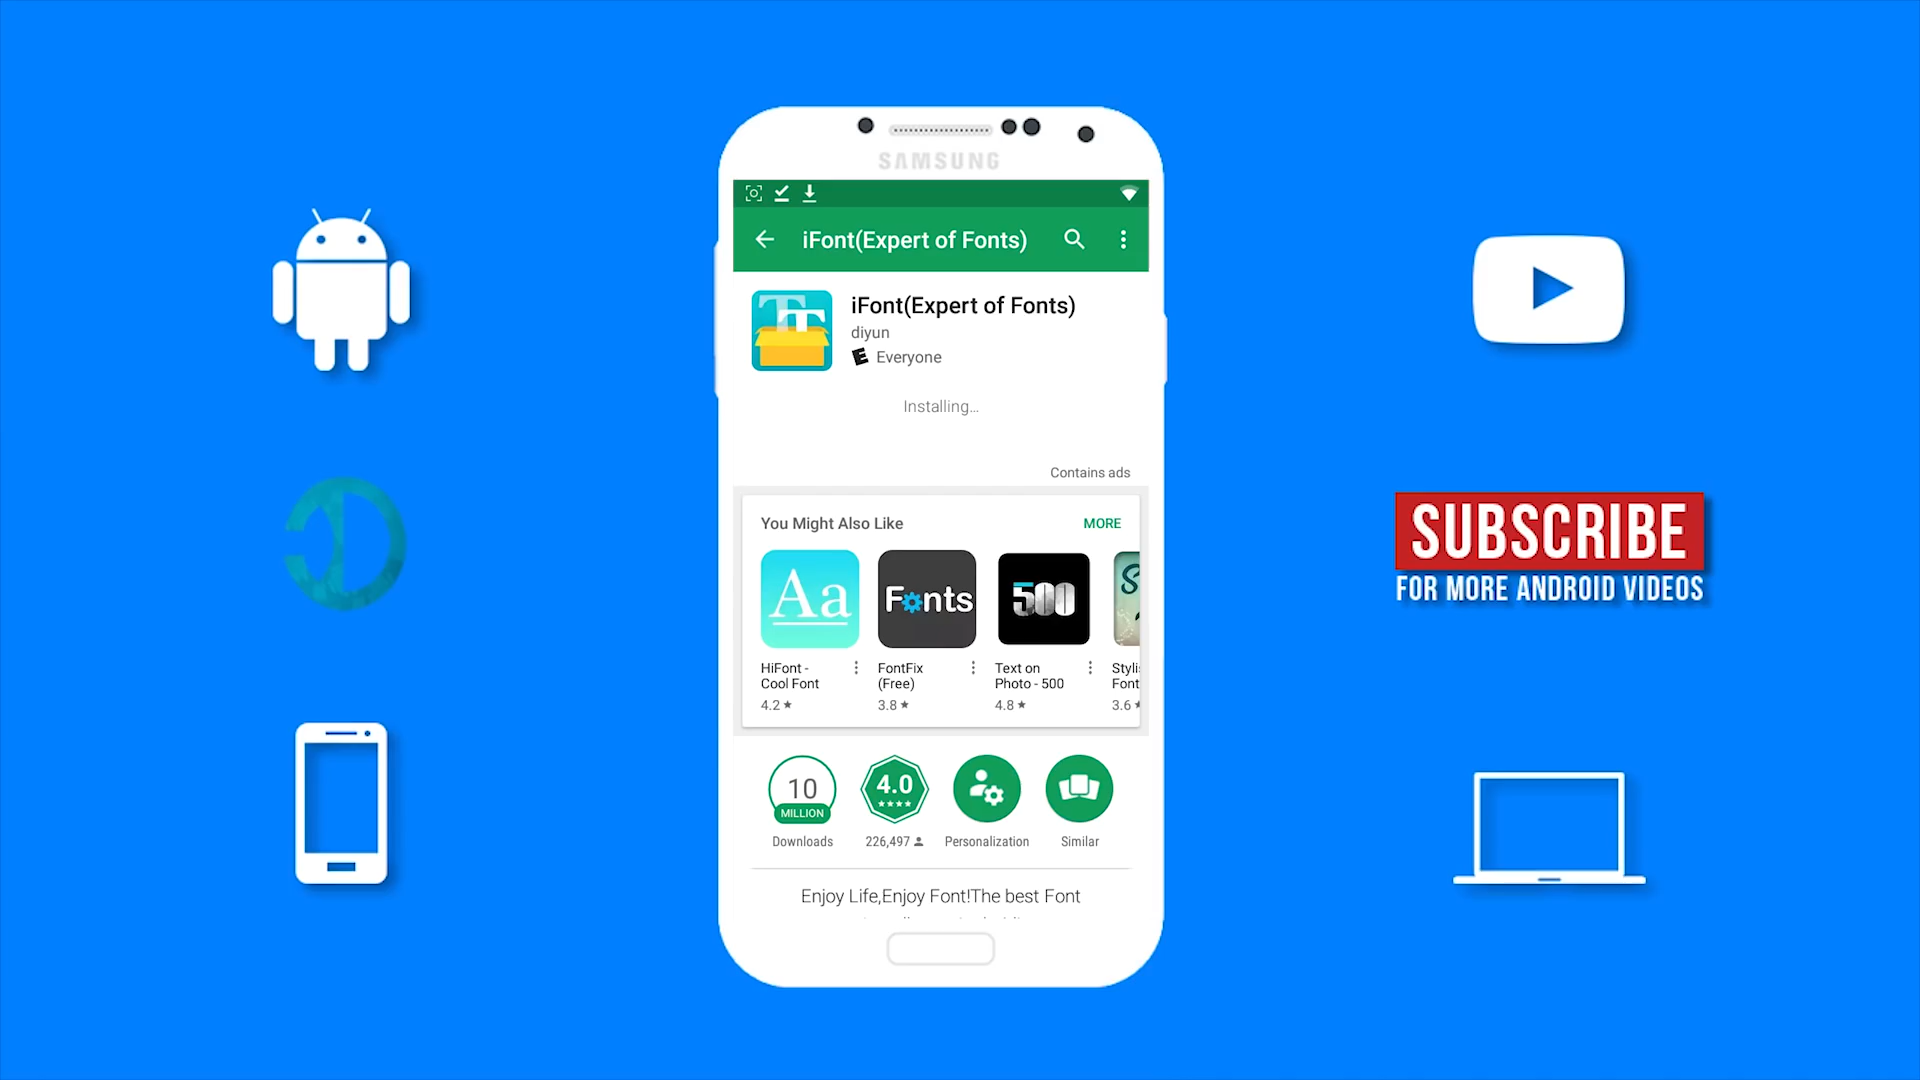 SAMSUNG
iFont(Expert of Fonts)
iFont(Expert of Fonts)
diyun
E Everyone
Installing...
Contains ads
You Might Also Like
MORE
Aa
Fonts
500
HiFont -
Cool Font
4.2
FontFix
(Free)
3.8
Text on
Photo - 500
4.8
Styli
Font
3.6
10
MILLION
Downloads
4.0
226,497
Personalization
Similar
Enjoy Life,Enjoy Font!The best Font
SUBSCRIBE
FOR MORE ANDROID VIDEOS